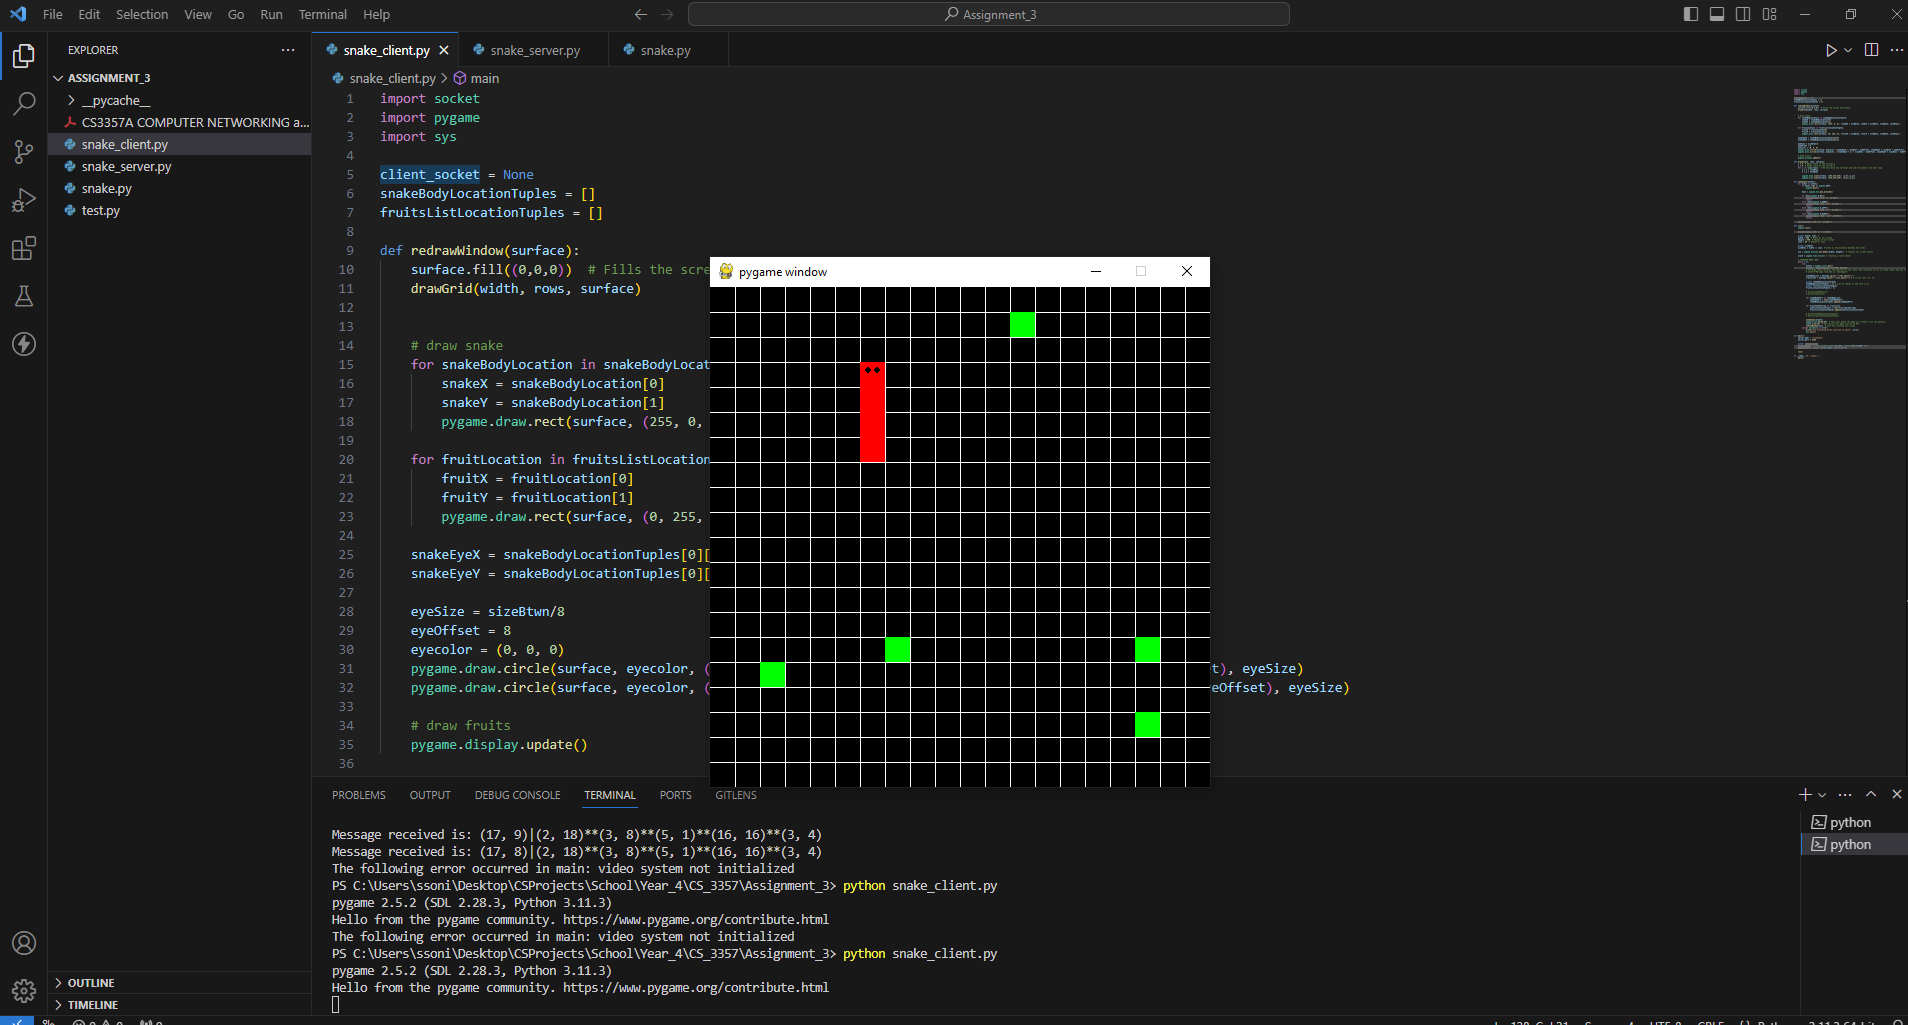 File Edit Selection View Go Run Terminal Help
Assignment_3
EXPLORER
ASSIGNMENT_3
__pycache__
CS3357A COMPUTER NETWORKING a...
snake_client.py
snake_server.py
snake.py
test.py
OUTLINE
TIMELINE
snake_client.py snake_server.py snake.py
snake_client.py > main
1 import socket
2 import pygame
3 import sys
4
5 client_socket = None
6 snakeBodyLocationTuples = []
7 fruitsListLocationTuples = []
8
9 def redrawWindow(surface):
10 surface.fill((0,0,0)) # Fills the scre
11 drawGrid(width, rows, surface)
12
13
14 # draw snake
15 for snakeBodyLocation in snakeBodyLocat
16 snakeX = snakeBodyLocation[0]
17 snakeY = snakeBodyLocation[1]
18 pygame.draw.rect(surface, (255, 0,
19
20 for fruitLocation in fruitsListLocation
21 fruitX = fruitLocation[0]
22 fruitY = fruitLocation[1]
23 pygame.draw.rect(surface, (0, 255,
24
25 snakeEyeX = snakeBodyLocationTuples[0][
26 snakeEyeY = snakeBodyLocationTuples[0][
27
28 eyeSize = sizeBtwn/8
29 eyeOffset = 8
30 eyecolor = (0, 0, 0)
31 pygame.draw.circle(surface, eyecolor, ( t), eyeSize)
32 pygame.draw.circle(surface, eyecolor, ( eOffset), eyeSize)
33
34 # draw fruits
35 pygame.display.update()
36
pygame window
PROBLEMS OUTPUT DEBUG CONSOLE TERMINAL PORTS GITLENS
Message received is: (17, 9)|(2, 18)**(3, 8)**(5, 1)**(16, 16)**(3, 4)
Message received is: (17, 8)|(2, 18)**(3, 8)**(5, 1)**(16, 16)**(3, 4)
The following error occurred in main: video system not initialized
PS C:\Users\ssoni\Desktop\CSProjects\School\Year_4\CS_3357\Assignment_3> python snake_client.py
pygame 2.5.2 (SDL 2.28.3, Python 3.11.3)
Hello from the pygame community. https://www.pygame.org/contribute.html
The following error occurred in main: video system not initialized
PS C:\Users\ssoni\Desktop\CSProjects\School\Year_4\CS_3357\Assignment_3> python snake_client.py
pygame 2.5.2 (SDL 2.28.3, Python 3.11.3)
Hello from the pygame community. https://www.pygame.org/contribute.html
python
python